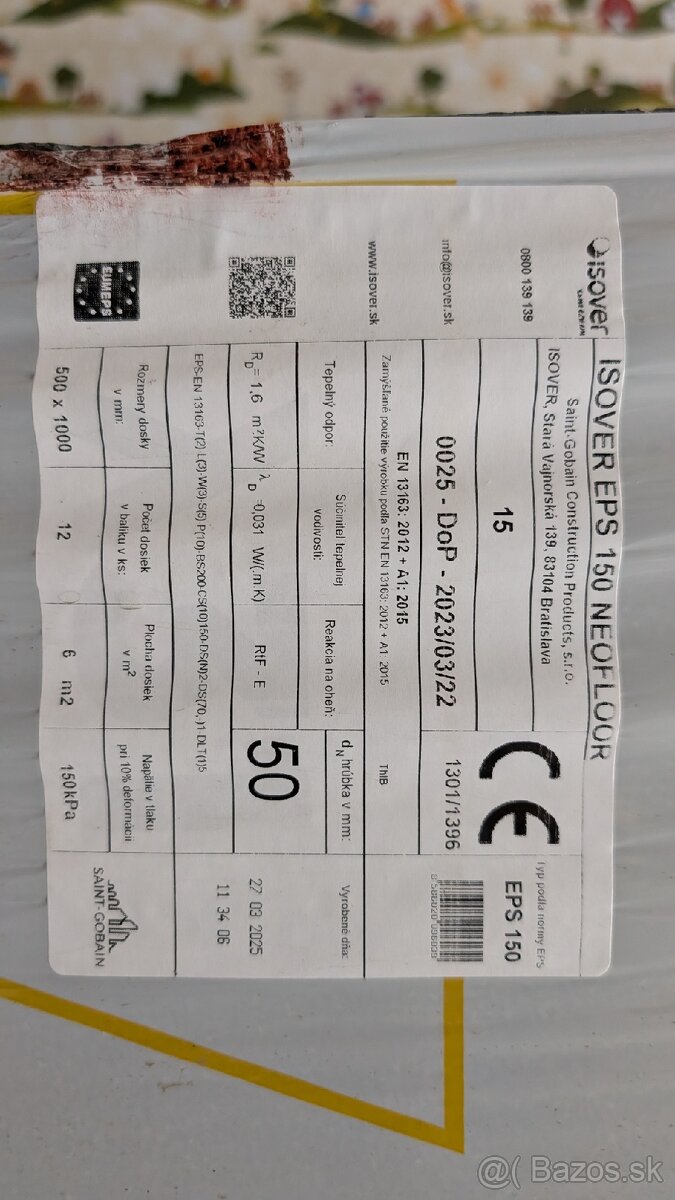 isover
SAINT-GOBAIN
ISOVER EPS 150 NEOFLOOR
Saint-Gobain Construction Products, s.r.o.
ISOVER, Stará Vajnorská 139, 83104 Bratislava
Typ podľa normy EPS
EPS 150
0800 139 139
15
CE
info@isover.sk
0025 - DoP - 2023/03/22
1301/1396
EN 13163: 2012 + A1: 2015
www.isover.sk
Zamýšľané použitie výrobku podľa STN EN 13163: 2012 + A1: 2015
ThIB
Tepelný odpor:
Súčiniteľ tepelnej
vodivosti:
Reakcia na oheň:
dN hrúbka v mm:
Vyrobené dňa:
RD = 1,6 m²K/W
λD =0,031 W/(.m.K)
RtF - E
50
27 03 2025
11 34 06
EPS-EN 13163-T(2)-L(3)-W(3)-S(5)-P(10)-BS200-CS(10)150-DS(N)2-DS(70,-)1-DLT(1)5
EUMEPS
Rozmery dosky
v mm:
Počet dosiek
v balíku v ks:
Plocha dosiek
v m²
Napätie v tlaku
pri 10% deformácii
SAINT-GOBAIN
500 x 1000
12
6 m2
150kPa
@( Bazos.sk